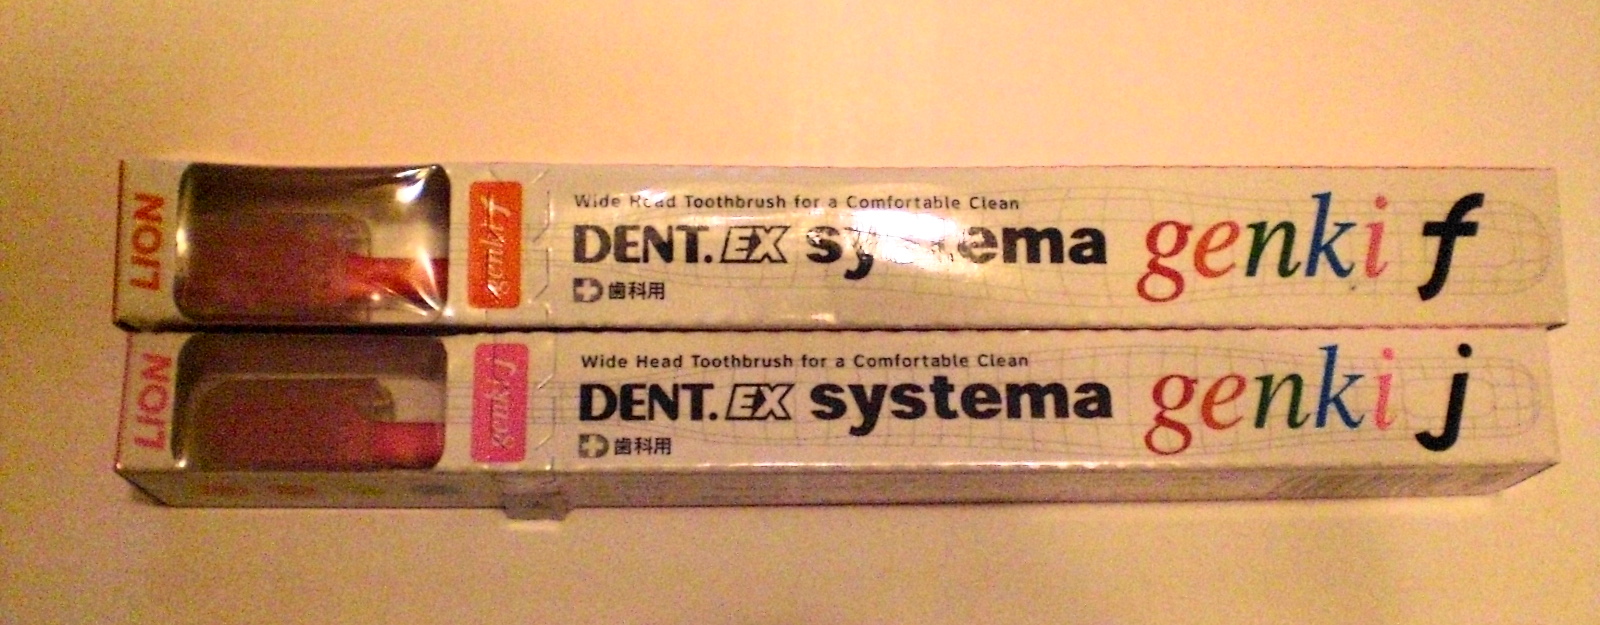 LION
genki f
Wide Head Toothbrush for a Comfortable Clean
DENT.EX systema genki f
歯科用
LION
genki j
Wide Head Toothbrush for a Comfortable Clean
DENT.EX systema genki j
歯科用